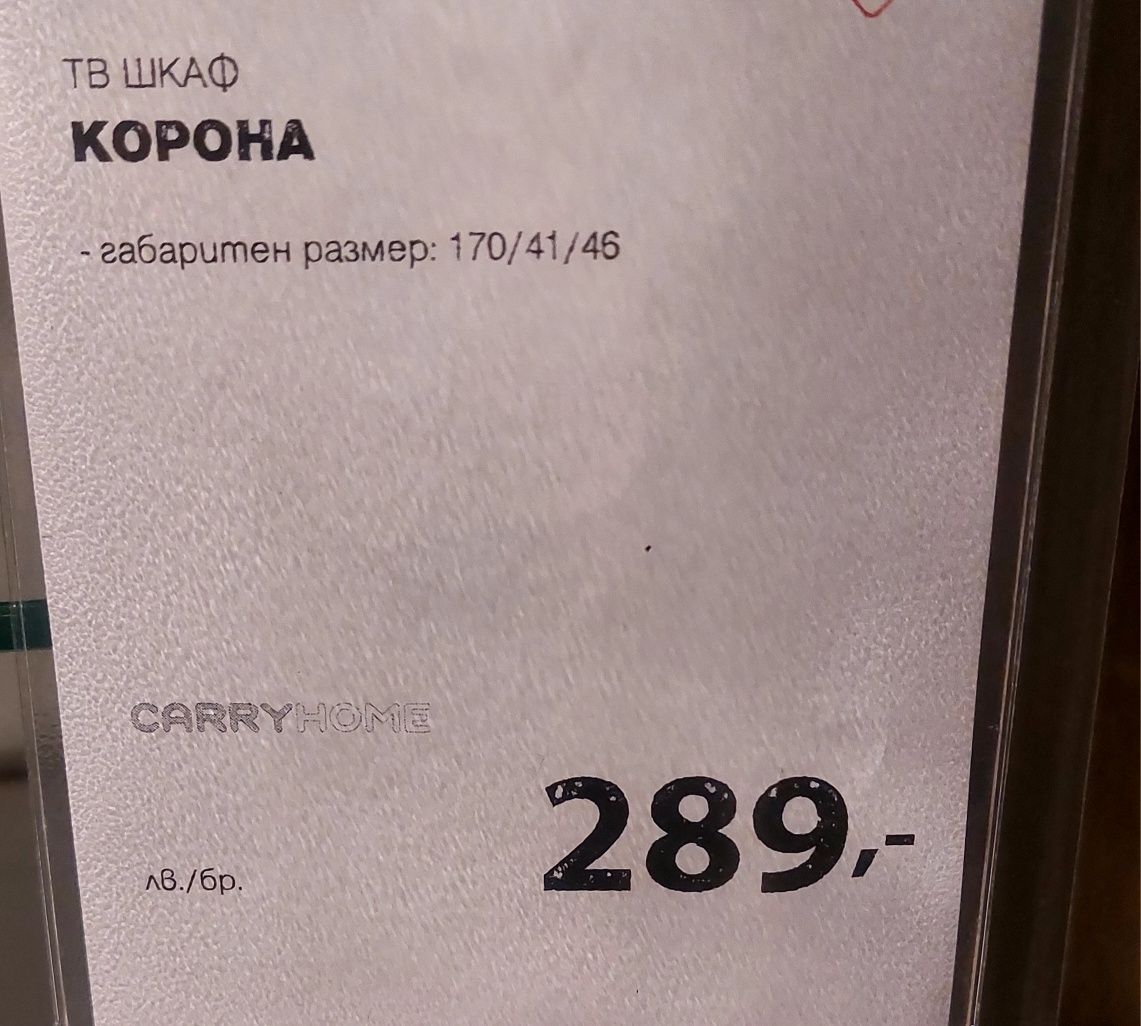 ТВ ШКАФ
КОРОНА
- габаритен размер: 170/41/46
CARRYHOME
289,-
лв./бр.